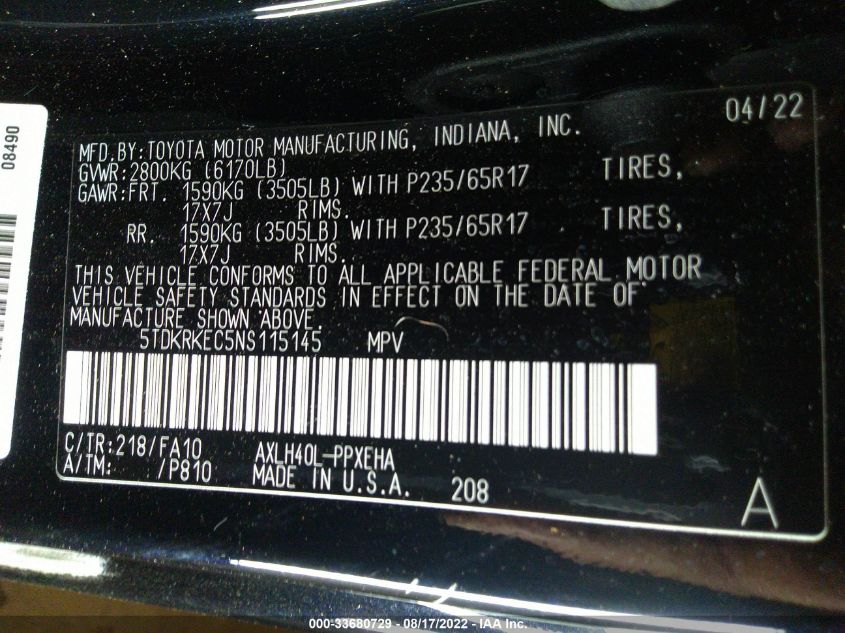 08490
04/22
MFD.BY:TOYOTA MOTOR MANUFACTURING, INDIANA, INC.
GVWR:2800KG (6170LB)
GAWR:FRT. 1590KG (3505LB) WITH P235/65R17 TIRES,
17X7J RIMS.
RR. 1590KG (3505LB) WITH P235/65R17 TIRES,
17X7J RIMS.
THIS VEHICLE CONFORMS TO ALL APPLICABLE FEDERAL MOTOR
VEHICLE SAFETY STANDARDS IN EFFECT ON THE DATE OF
MANUFACTURE SHOWN ABOVE.
5TDKRKEC5NS115145 MPV
C/TR:218/FA10 AXLH40L-PPXEHA
A/TM: /P810 MADE IN U.S.A. 208
A
000-33680729 - 08/17/2022 - IAA Inc.